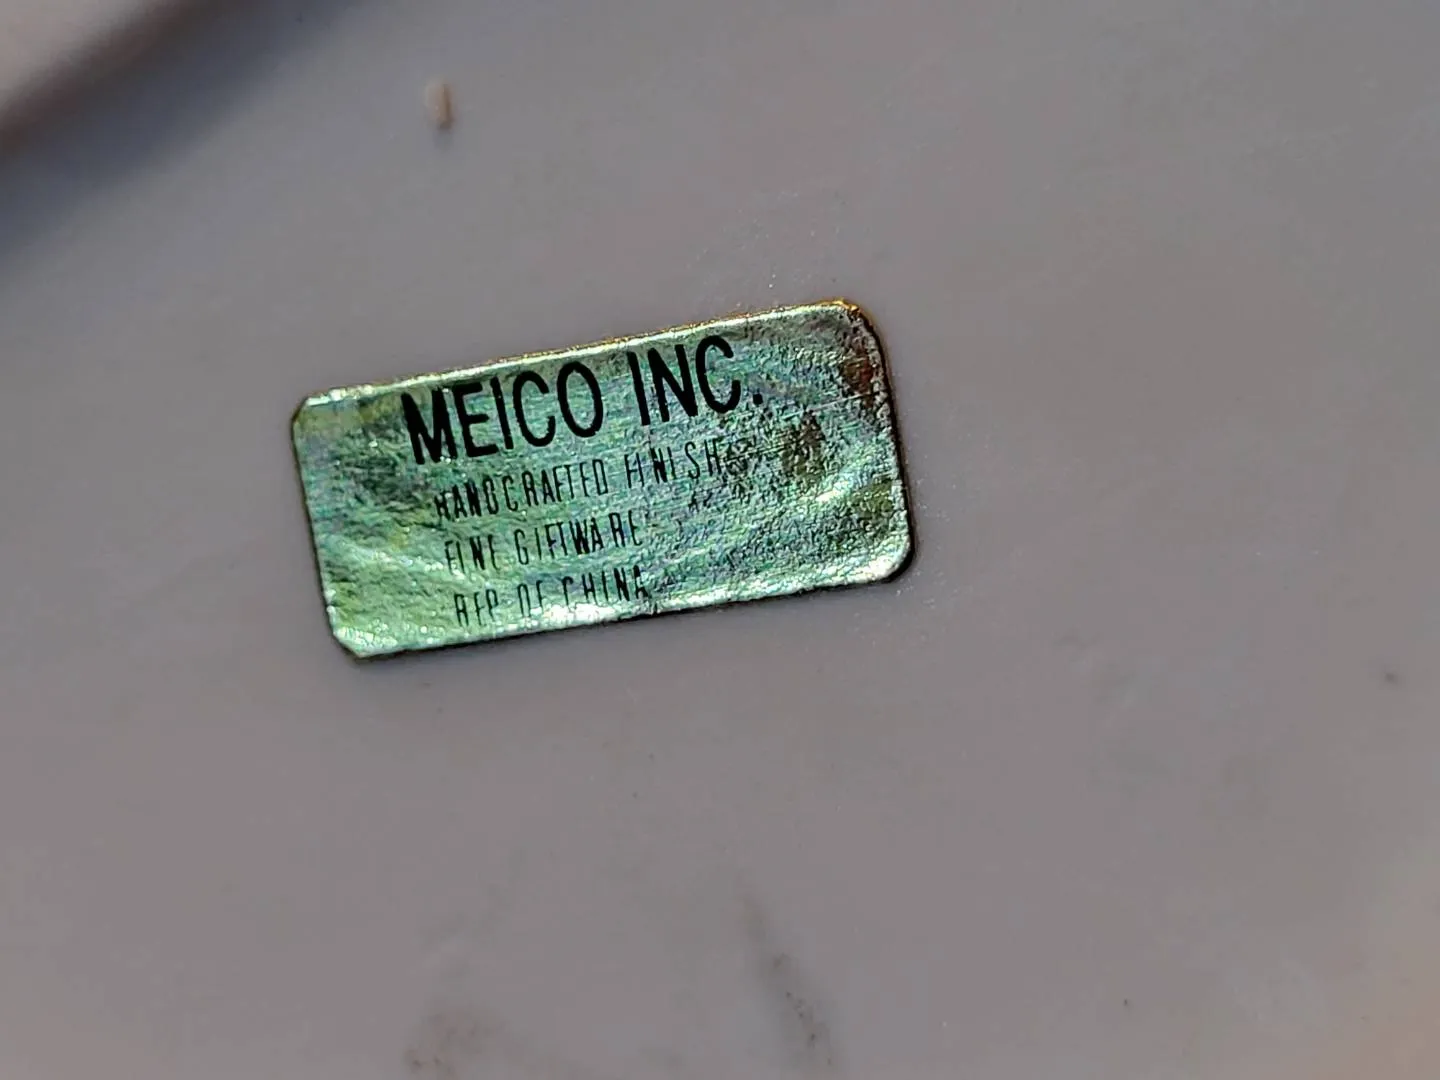 MEICO INC.
HANDCRAFTED FINISH
FINE GIFTWARE
REP OF CHINA